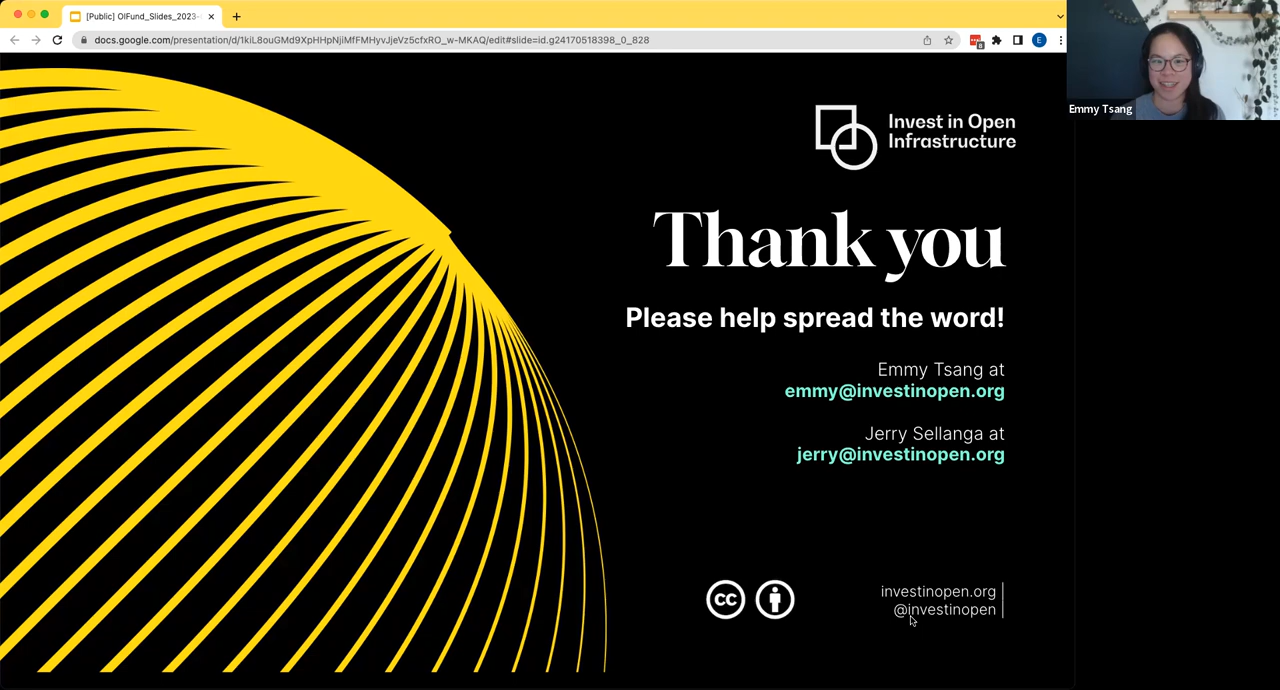 [Public] OIFund_Slides_2023-
docs.google.com/presentation/d/1kiL8ouGMd9XpHHpNjiMfFMHyvJjeVz5cfxRO_w-MKAQ/edit#slide=id.g24170518398_0_828
E
Emmy Tsang
Invest in Open
Infrastructure
Thank you
Please help spread the word!
Emmy Tsang at
emmy@investinopen.org
Jerry Sellanga at
jerry@investinopen.org
cc
investinopen.org
@investinopen